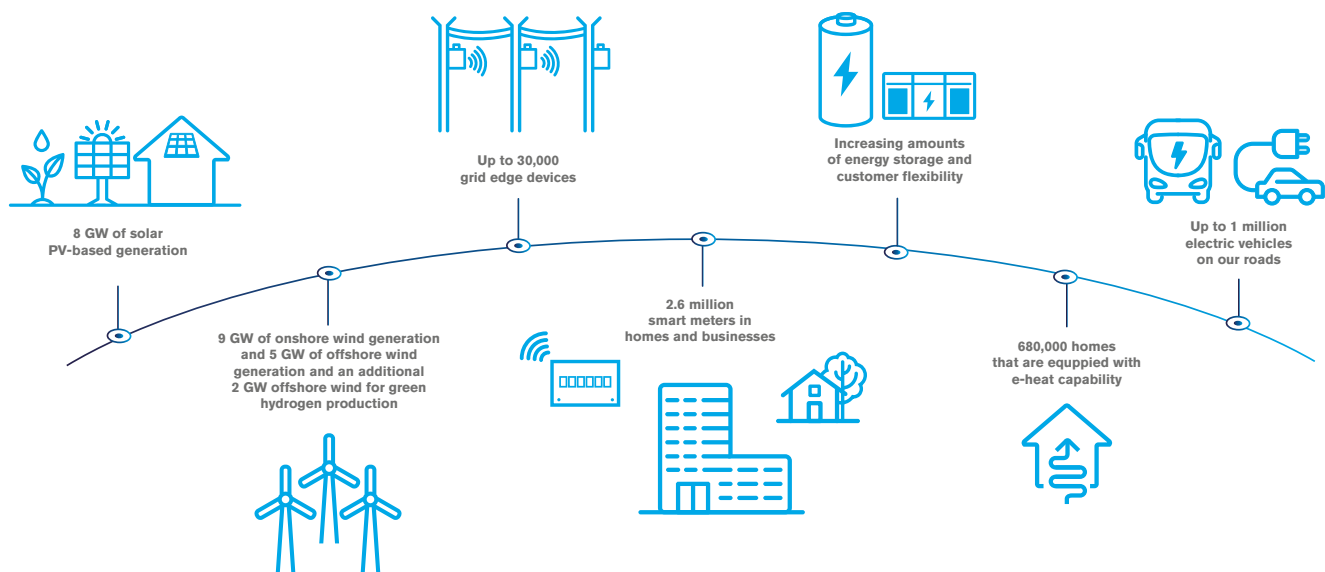 8 GW of solar
PV-based generation
9 GW of onshore wind generation
and 5 GW of offshore wind
generation and an additional
2 GW offshore wind for green
hydrogen production
Up to 30,000
grid edge devices
2.6 million
smart meters in
homes and businesses
Increasing amounts
of energy storage and
customer flexibility
680,000 homes
that are equppied with
e-heat capability
Up to 1 million
electric vehicles
on our roads